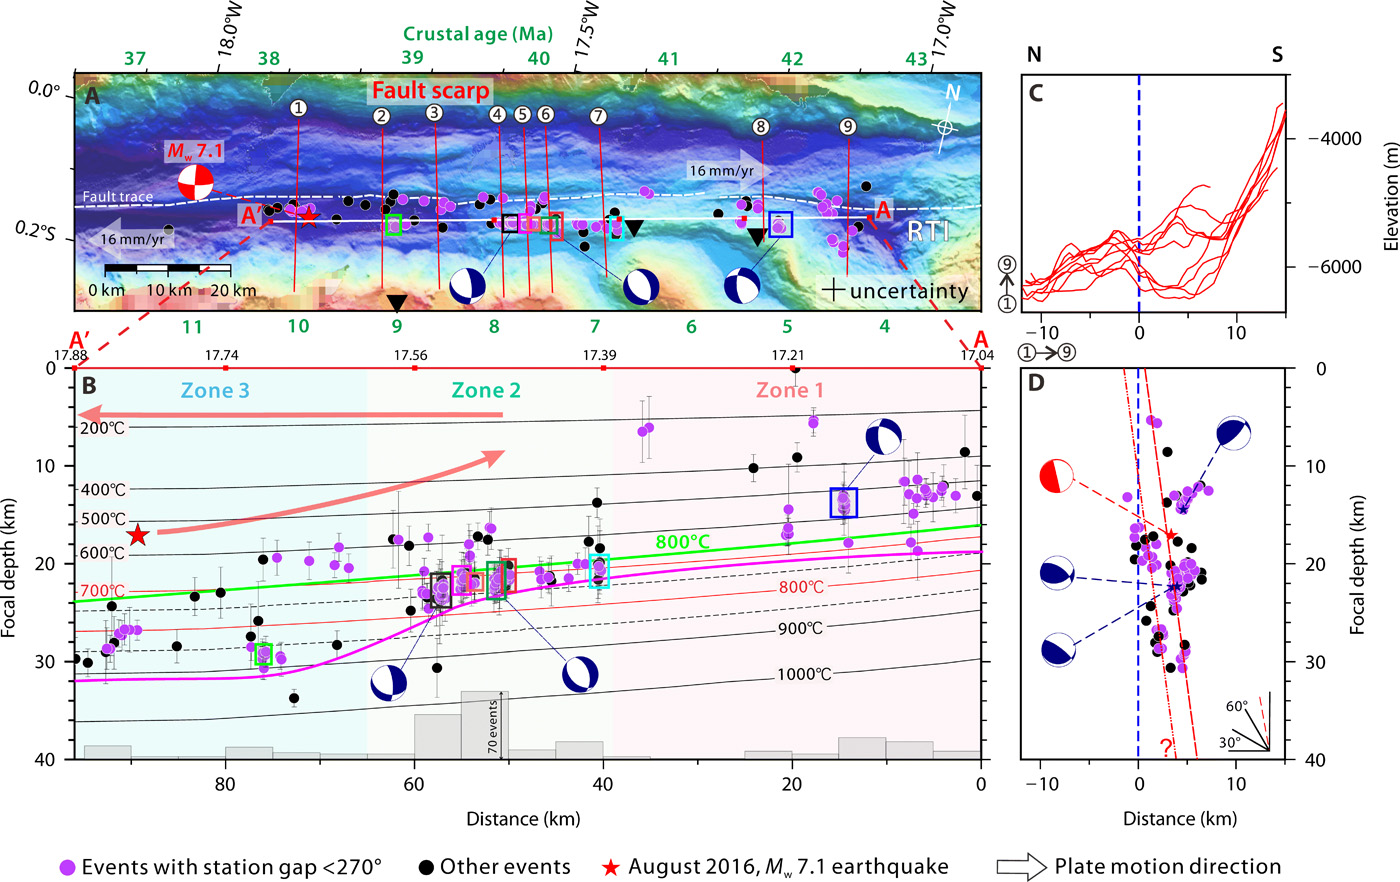 18.0°W
17.5°W
17.0°W
Crustal age (Ma)
37 38 39 40 41 42 43
0.0°
0.2°S
A
Fault scarp
N
1 2 3 4 5 6 7 8 9
Mw 7.1
Fault trace
16 mm/yr
16 mm/yr
A'
A
RTI
0 km 10 km 20 km
uncertainty
11 10 9 8 7 6 5 4
A'
A
17.88 17.74 17.56 17.39 17.21 17.04
B
Zone 3
Zone 2
Zone 1
200°C
400°C
500°C
600°C
700°C
800°C
800°C
900°C
1000°C
70 events
0
10
20
30
40
Focal depth (km)
80 60 40 20 0
Distance (km)
N S
C
−4000
−6000
Elevation (m)
9
1
−10 0 10
1 9
D
0
10
20
30
40
Focal depth (km)
60°
30°
?
−10 0 10
Distance (km)
Events with station gap <270°
Other events
August 2016, Mw 7.1 earthquake
Plate motion direction